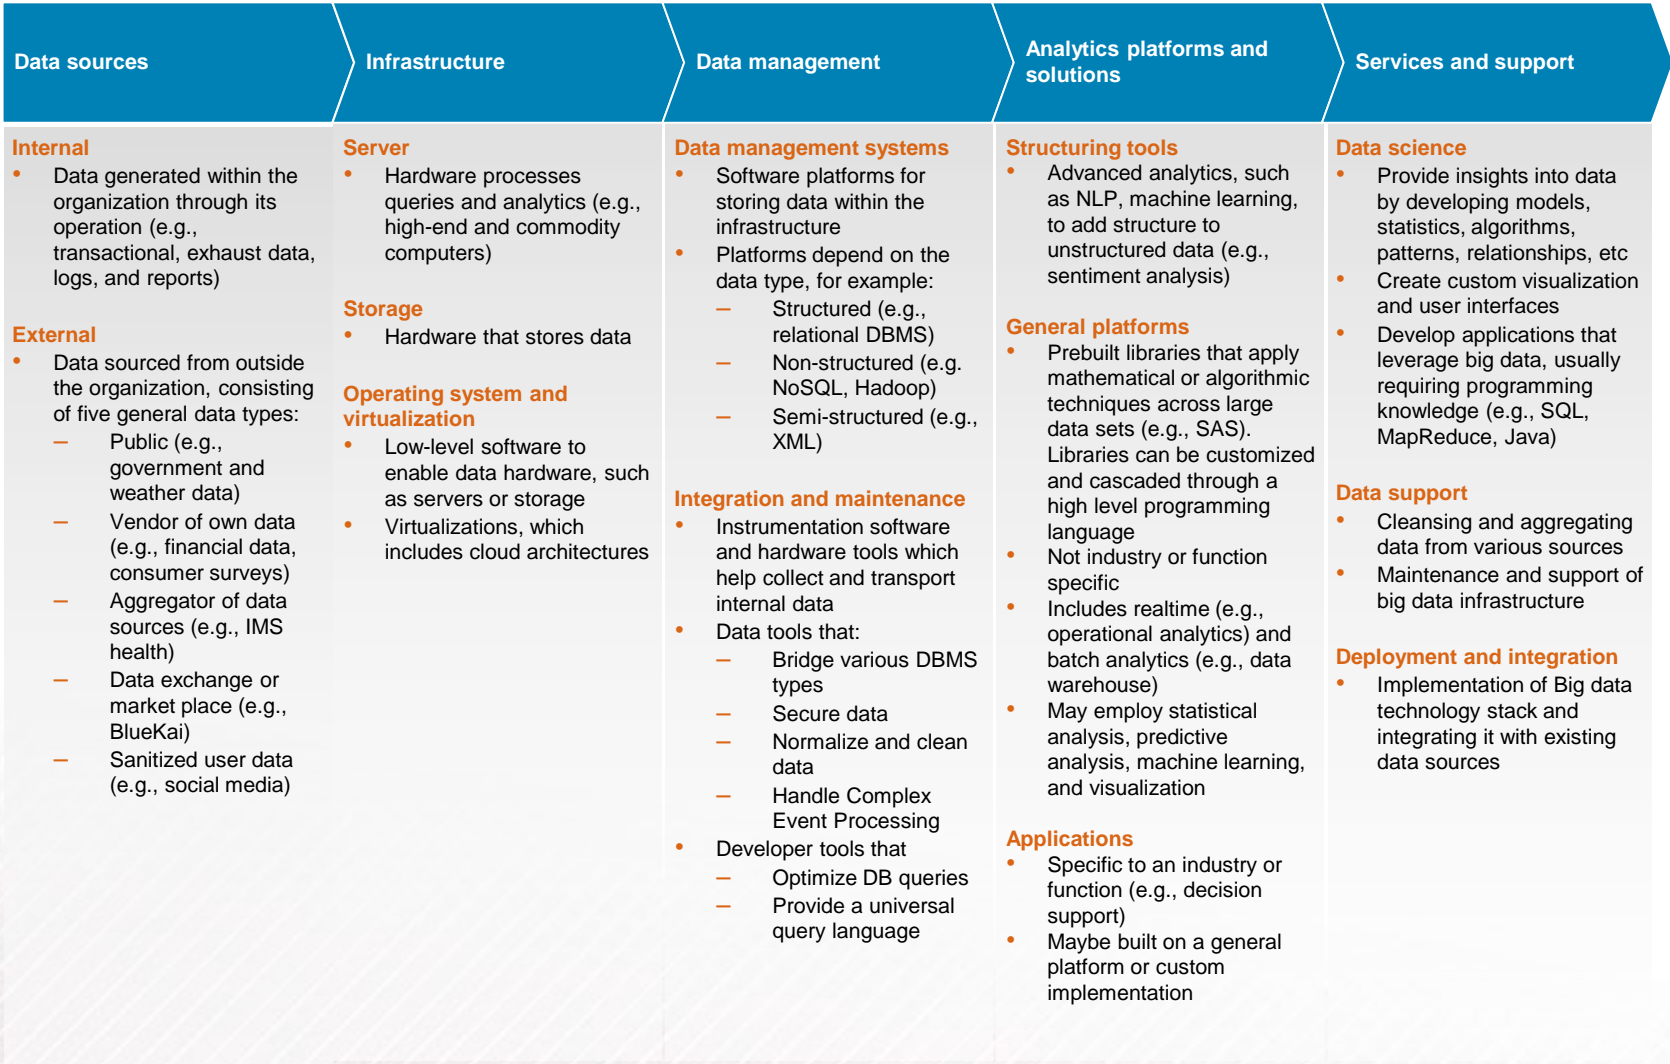 Data sources
Infrastructure
Data management
Analytics platforms and
solutions
Services and support
Internal
• Data generated within the
organization through its
operation (e.g.,
transactional, exhaust data,
logs, and reports)
External
• Data sourced from outside
the organization, consisting
of five general data types:
– Public (e.g.,
government and
weather data)
– Vendor of own data
(e.g., financial data,
consumer surveys)
– Aggregator of data
sources (e.g., IMS
health)
– Data exchange or
market place (e.g.,
BlueKai)
– Sanitized user data
(e.g., social media)
Server
• Hardware processes
queries and analytics (e.g.,
high-end and commodity
computers)
Storage
• Hardware that stores data
Operating system and
virtualization
• Low-level software to
enable data hardware, such
as servers or storage
• Virtualizations, which
includes cloud architectures
Data management systems
• Software platforms for
storing data within the
infrastructure
• Platforms depend on the
data type, for example:
– Structured (e.g.,
relational DBMS)
– Non-structured (e.g.
NoSQL, Hadoop)
– Semi-structured (e.g.,
XML)
Integration and maintenance
• Instrumentation software
and hardware tools which
help collect and transport
internal data
• Data tools that:
– Bridge various DBMS
types
– Secure data
– Normalize and clean
data
– Handle Complex
Event Processing
• Developer tools that
– Optimize DB queries
– Provide a universal
query language
Structuring tools
• Advanced analytics, such
as NLP, machine learning,
to add structure to
unstructured data (e.g.,
sentiment analysis)
General platforms
• Prebuilt libraries that apply
mathematical or algorithmic
techniques across large
data sets (e.g., SAS).
Libraries can be customized
and cascaded through a
high level programming
language
• Not industry or function
specific
• Includes realtime (e.g.,
operational analytics) and
batch analytics (e.g., data
warehouse)
• May employ statistical
analysis, predictive
analysis, machine learning,
and visualization
Applications
• Specific to an industry or
function (e.g., decision
support)
• Maybe built on a general
platform or custom
implementation
Data science
• Provide insights into data
by developing models,
statistics, algorithms,
patterns, relationships, etc
• Create custom visualization
and user interfaces
• Develop applications that
leverage big data, usually
requiring programming
knowledge (e.g., SQL,
MapReduce, Java)
Data support
• Cleansing and aggregating
data from various sources
• Maintenance and support of
big data infrastructure
Deployment and integration
• Implementation of Big data
technology stack and
integrating it with existing
data sources